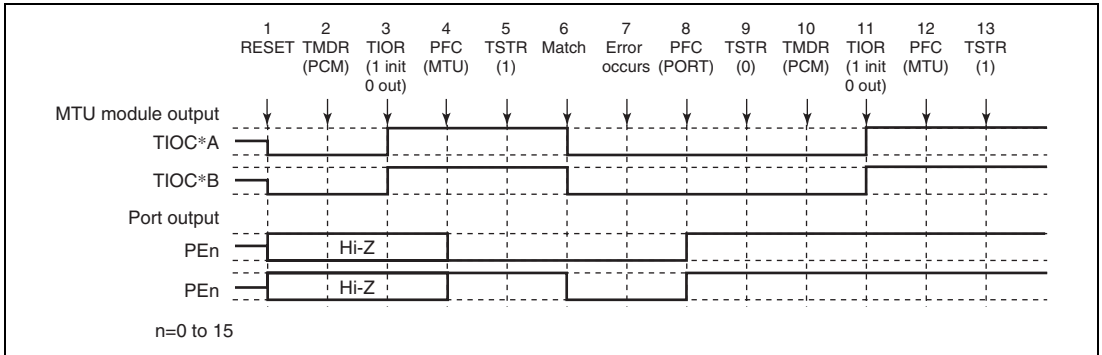 1 2 3 4 5 6 7 8 9 10 11 12 13
RESET TMDR TIOR PFC TSTR Match Error PFC TSTR TMDR TIOR PFC TSTR
(PCM) (1 init (MTU) (1) occurs (PORT) (0) (PCM) (1 init (MTU) (1)
0 out) 0 out)
MTU module output
TIOC*A
TIOC*B
Port output
PEn Hi-Z
PEn Hi-Z
n=0 to 15